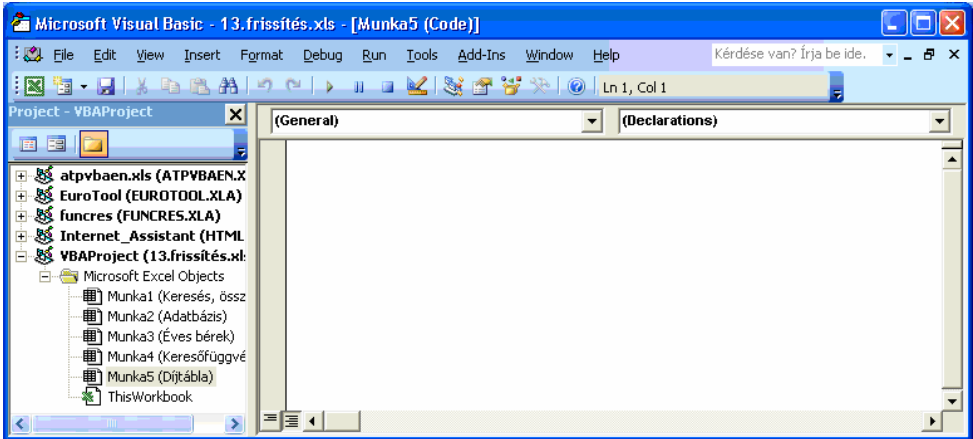 Microsoft Visual Basic - 13.frissítés.xls - [Munka5 (Code)]
File Edit View Insert Format Debug Run Tools Add-Ins Window Help Kérdése van? Írja be ide.
Ln 1, Col 1
Project - VBAProject
(General) (Declarations)
atpvbaen.xls (ATPVBAEN.X
EuroTool (EUROTOOL.XLA)
funcres (FUNCRES.XLA)
Internet_Assistant (HTML
VBAProject (13.frissítés.xl
Microsoft Excel Objects
Munka1 (Keresés, össz
Munka2 (Adatbázis)
Munka3 (Éves bérek)
Munka4 (Keresőfüggvé
Munka5 (Díjtábla)
ThisWorkbook